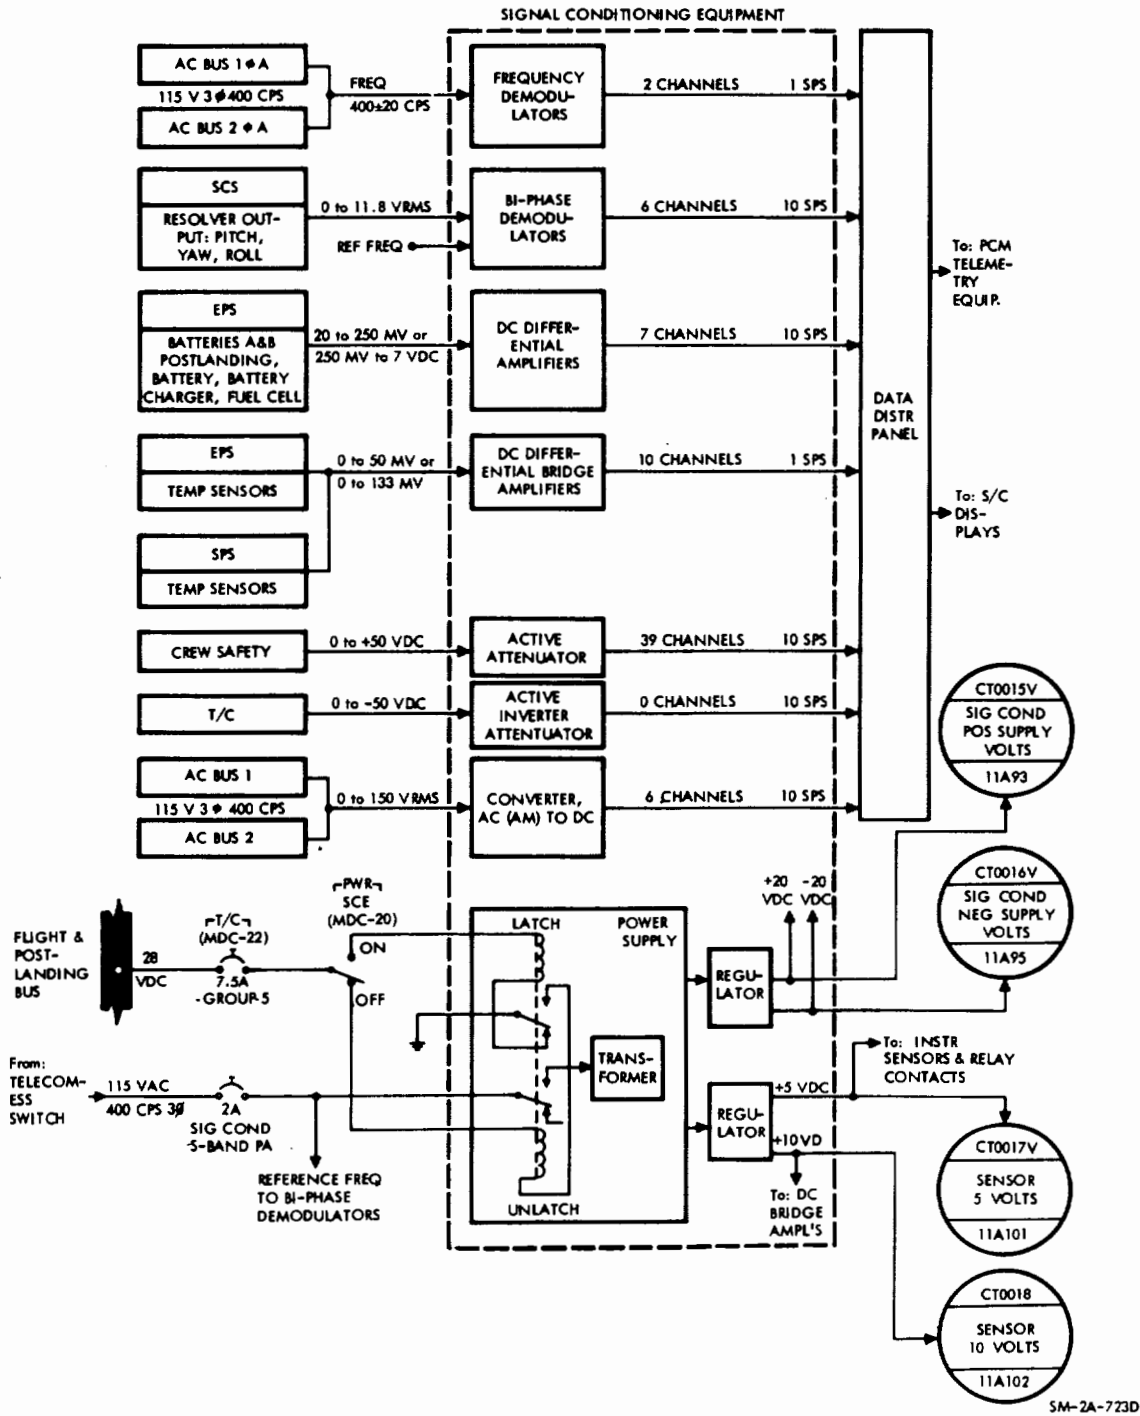 SIGNAL CONDITIONING EQUIPMENT
AC BUS 1 ϕ A
115 V 3 ϕ 400 CPS
AC BUS 2 ϕ A
FREQ
400±20 CPS
FREQUENCY
DEMODU-
LATORS
2 CHANNELS
1 SPS
SCS
RESOLVER OUT-
PUT: PITCH,
YAW, ROLL
0 to 11.8 VRMS
REF FREQ
BI-PHASE
DEMODU-
LATORS
6 CHANNELS
10 SPS
EPS
BATTERIES A&B
POSTLANDING,
BATTERY, BATTERY
CHARGER, FUEL CELL
20 to 250 MV or
250 MV to 7 VDC
DC DIFFER-
ENTIAL
AMPLIFIERS
7 CHANNELS
10 SPS
EPS
TEMP SENSORS
0 to 50 MV or
0 to 133 MV
DC DIFFER-
ENTIAL BRIDGE
AMPLIFIERS
10 CHANNELS
1 SPS
SPS
TEMP SENSORS
CREW SAFETY
0 to +50 VDC
ACTIVE
ATTENUATOR
39 CHANNELS
10 SPS
T/C
0 to -50 VDC
ACTIVE
INVERTER
ATTENTUATOR
0 CHANNELS
10 SPS
AC BUS 1
115 V 3 ϕ 400 CPS
AC BUS 2
0 to 150 VRMS
CONVERTER,
AC (AM) TO DC
6 CHANNELS
10 SPS
DATA
DISTR
PANEL
To: PCM
TELEME-
TRY
EQUIP.
To: S/C
DIS-
PLAYS
CT0015V
SIG COND
POS SUPPLY
VOLTS
11A93
CT0016V
SIG COND
NEG SUPPLY
VOLTS
11A95
FLIGHT &
POST-
LANDING
BUS
28
VDC
T/C
(MDC-22)
7.5A
-GROUP-5
PWR
SCE
(MDC-20)
ON
OFF
LATCH
POWER
SUPPLY
TRANS-
FORMER
UNLATCH
REGU-
LATOR
+20
VDC
-20
VDC
REGU-
LATOR
+5 VDC
+10VD
To: INSTR
SENSORS & RELAY
CONTACTS
To: DC
BRIDGE
AMPL'S
From:
TELECOM-
ESS
SWITCH
115 VAC
400 CPS 3ϕ
2A
SIG COND
S-BAND PA
REFERENCE FREQ
TO BI-PHASE
DEMODULATORS
CT0017V
SENSOR
5 VOLTS
11A101
CT0018
SENSOR
10 VOLTS
11A102
SM-2A-723D